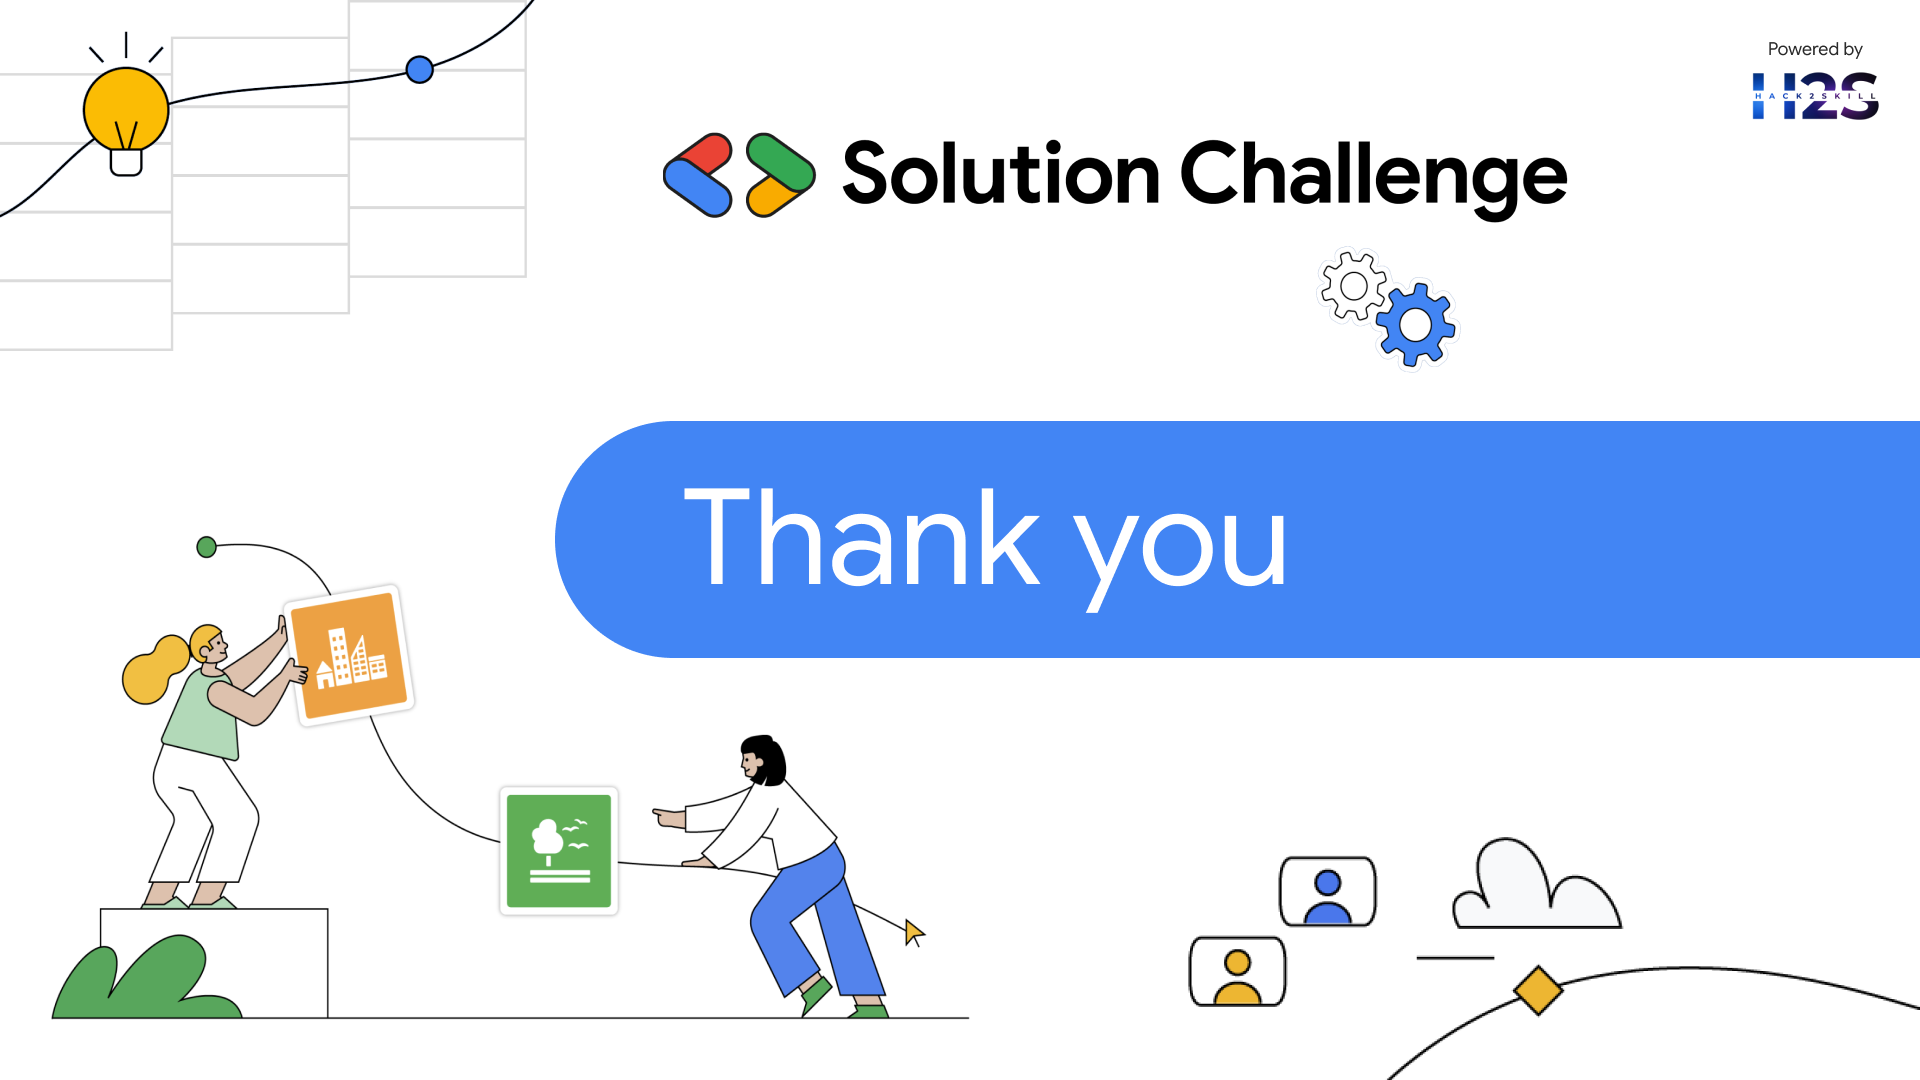 Powered by
H2S
HACK2SKILL
Solution Challenge
Thank you